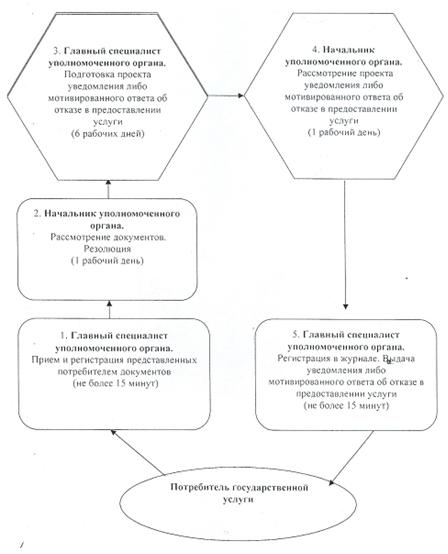 3. Главный специалист
уполномоченного органа.
Подготовка проекта
уведомления либо
мотивированного ответа об
отказе в предоставлении
услуги
(6 рабочих дней)
4. Начальник
уполномоченного органа.
Рассмотрение проекта
уведомления либо
мотивированного ответа об
отказе в предоставлении
услуги
(1 рабочий день)
2. Начальник уполномоченного
органа.
Рассмотрение документов.
Резолюция
(1 рабочий день)
1. Главный специалист
уполномоченного органа.
Прием и регистрация представленных
потребителем документов
(не более 15 минут)
5. Главный специалист
уполномоченного органа.
Регистрация в журнале. Выдача
уведомления либо
мотивированного ответа об отказе в
предоставлении услуги
(не более 15 минут)
Потребитель государственной
услуги